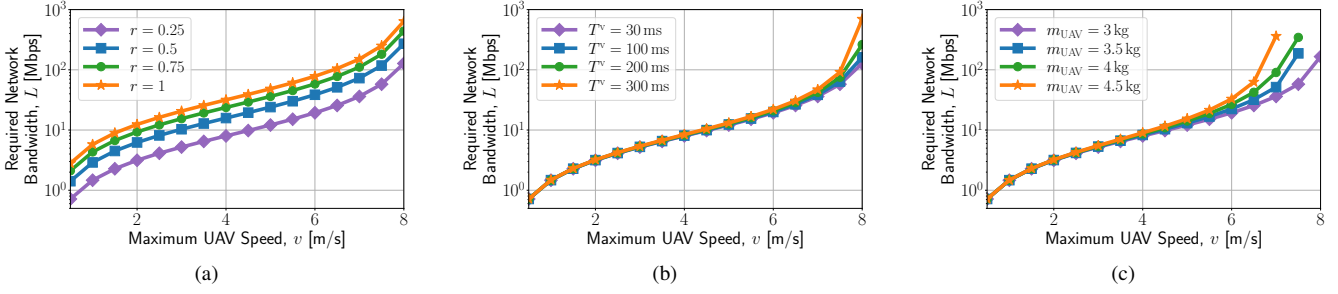 Required Network
Bandwidth, L [Mbps]
10³
10²
10¹
10⁰
r = 0.25
r = 0.5
r = 0.75
r = 1
2 4 6 8
Maximum UAV Speed, v [m/s]
(a)
Required Network
Bandwidth, L [Mbps]
10³
10²
10¹
10⁰
Tᵛ = 30 ms
Tᵛ = 100 ms
Tᵛ = 200 ms
Tᵛ = 300 ms
2 4 6 8
Maximum UAV Speed, v [m/s]
(b)
Required Network
Bandwidth, L [Mbps]
10³
10²
10¹
10⁰
m_UAV = 3 kg
m_UAV = 3.5 kg
m_UAV = 4 kg
m_UAV = 4.5 kg
2 4 6 8
Maximum UAV Speed, v [m/s]
(c)